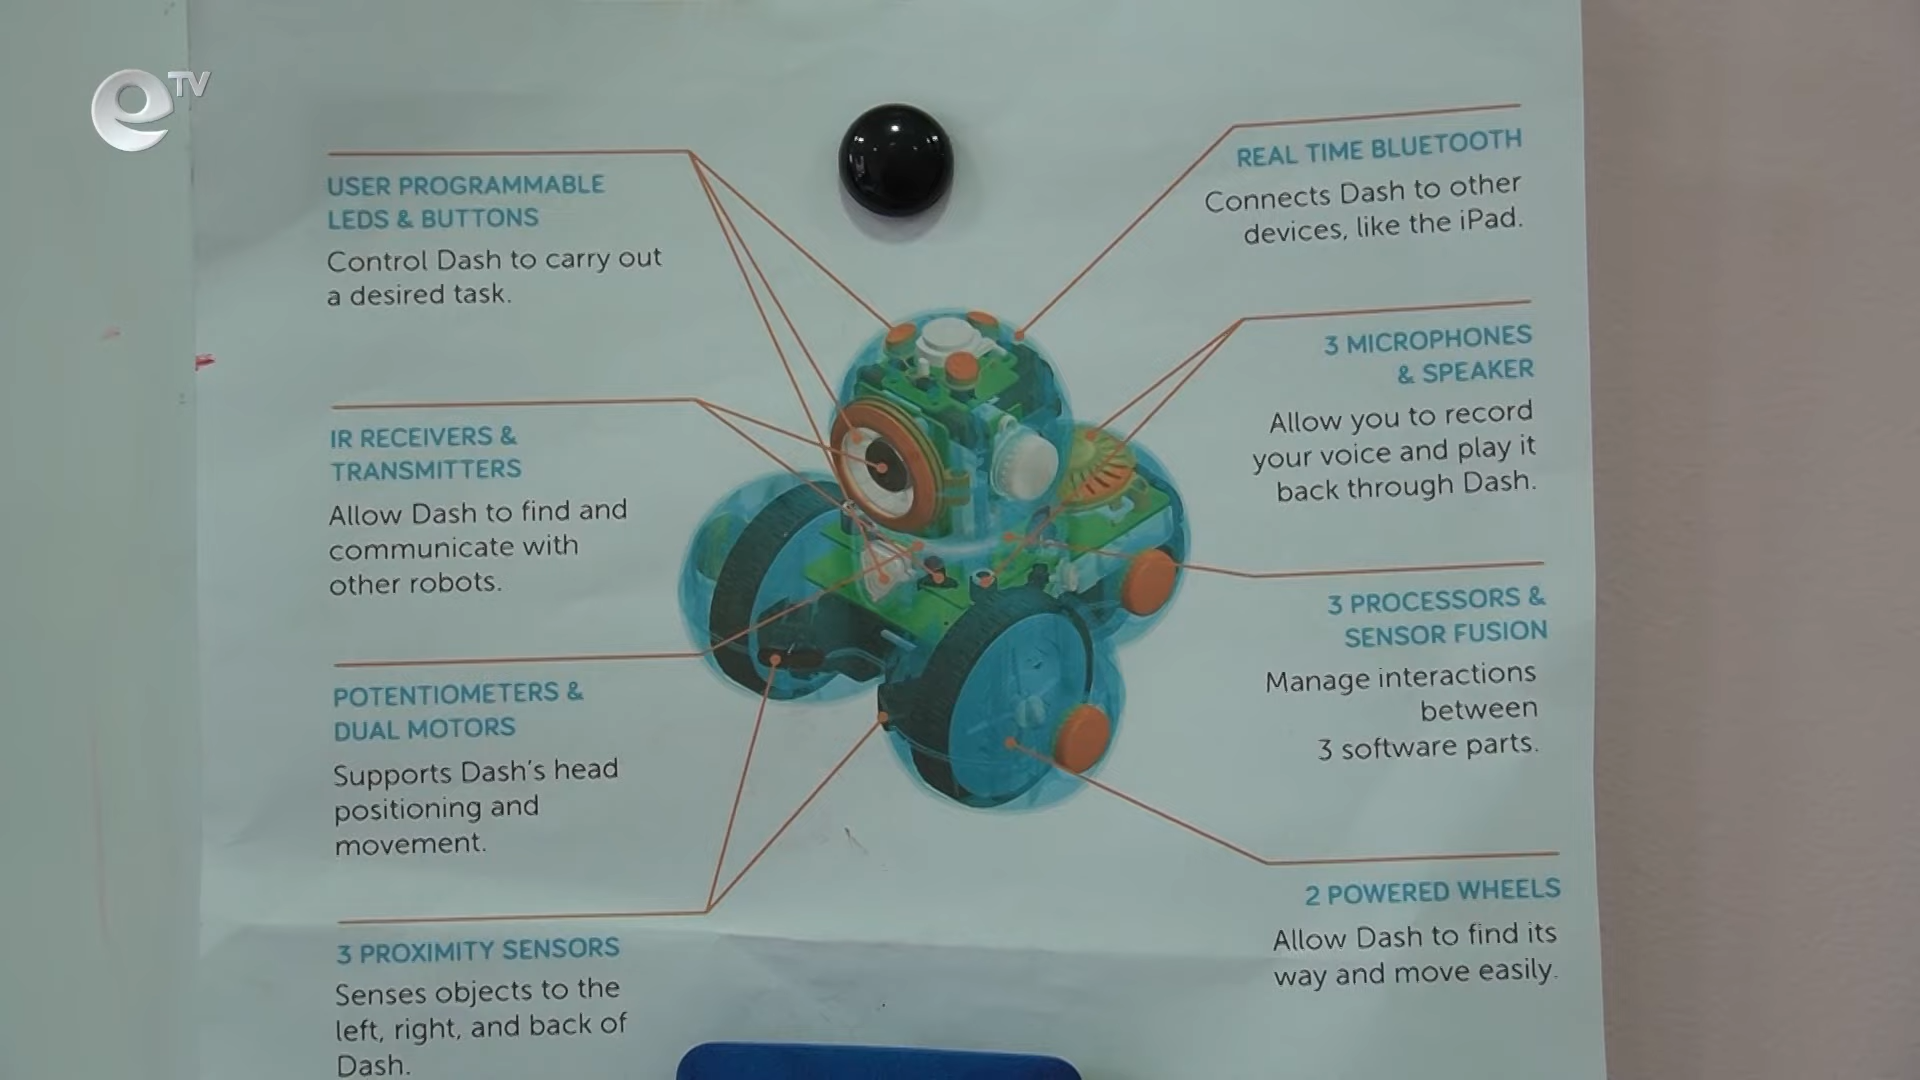 eTV
USER PROGRAMMABLE
LEDS & BUTTONS
Control Dash to carry out
a desired task.
IR RECEIVERS &
TRANSMITTERS
Allow Dash to find and
communicate with
other robots.
POTENTIOMETERS &
DUAL MOTORS
Supports Dash's head
positioning and
movement.
3 PROXIMITY SENSORS
Senses objects to the
left, right, and back of
Dash.
REAL TIME BLUETOOTH
Connects Dash to other
devices, like the iPad.
3 MICROPHONES
& SPEAKER
Allow you to record
your voice and play it
back through Dash.
3 PROCESSORS &
SENSOR FUSION
Manage interactions
between
3 software parts.
2 POWERED WHEELS
Allow Dash to find its
way and move easily.